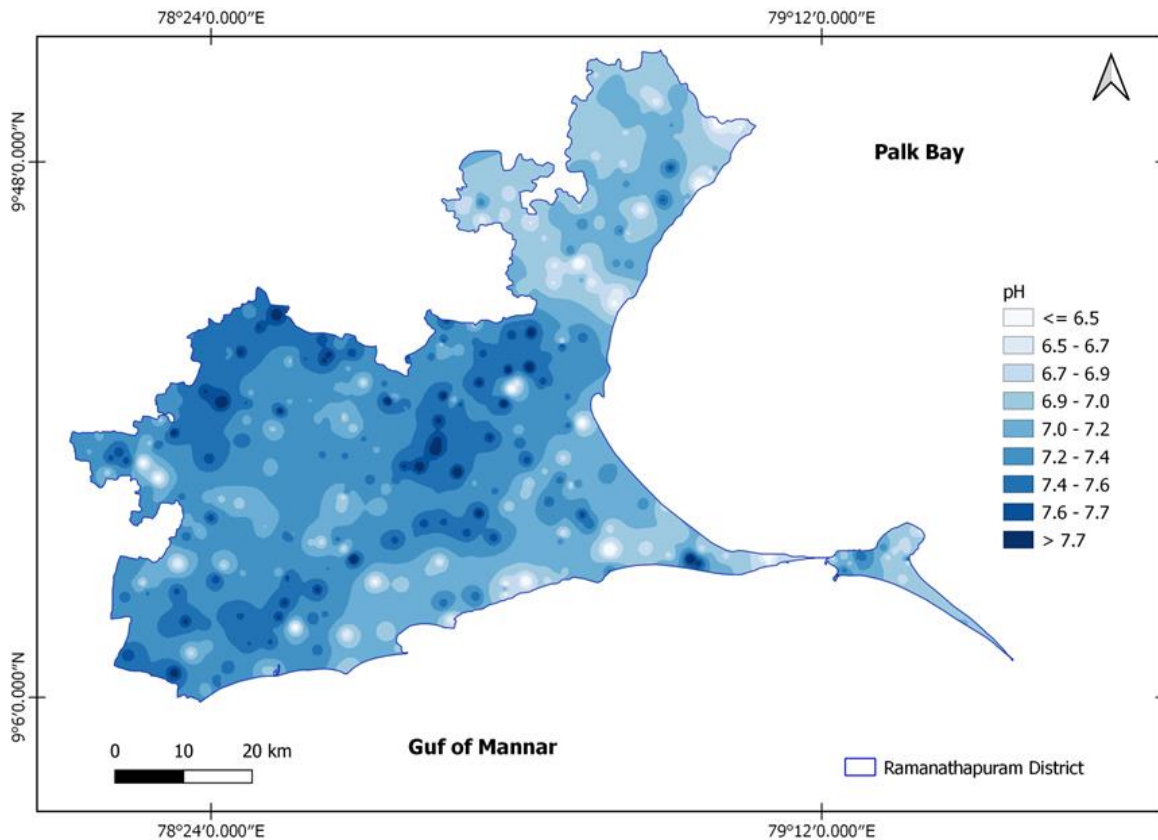 78°24′0.000″E
79°12′0.000″E
9°48′0.000″N
Palk Bay
pH
<= 6.5
6.5 - 6.7
6.7 - 6.9
6.9 - 7.0
7.0 - 7.2
7.2 - 7.4
7.4 - 7.6
7.6 - 7.7
> 7.7
9°6′0.000″N
0 10 20 km
Guf of Mannar
Ramanathapuram District
78°24′0.000″E
79°12′0.000″E